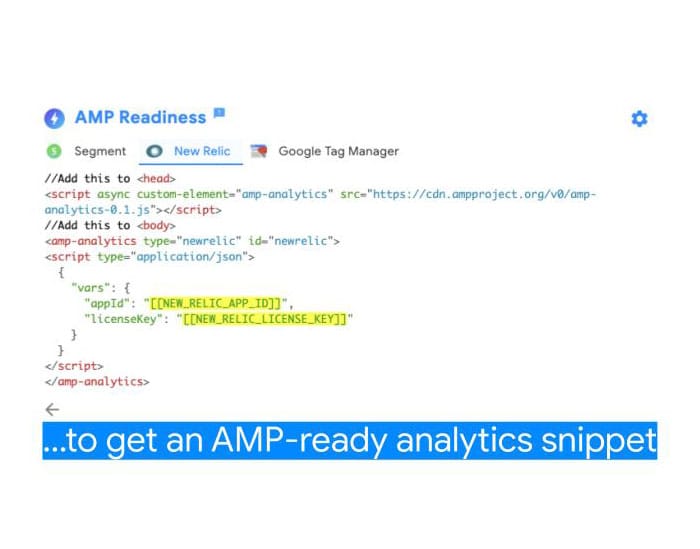 AMP Readiness
Segment New Relic Google Tag Manager
//Add this to <head>
<script async custom-element="amp-analytics" src="https://cdn.ampproject.org/v0/amp-
analytics-0.1.js"></script>
//Add this to <body>
<amp-analytics type="newrelic" id="newrelic">
<script type="application/json">
{
"vars": {
"appId": "[[NEW_RELIC_APP_ID]]",
"licenseKey": "[[NEW_RELIC_LICENSE_KEY]]"
}
}
</script>
</amp-analytics>
...to get an AMP-ready analytics snippet